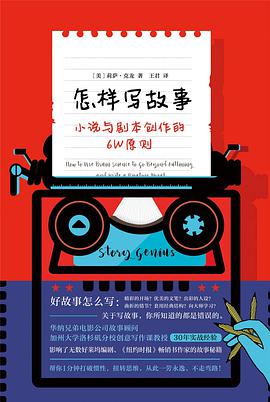 ［美］莉萨·克龙 著　王君 译
怎样写故事
小说与剧本创作的
6W原则
How to Use Brain Science to Go Beyond Outlining
and Write a Riveting Novel
Story Genius
好故事怎么写：
精彩的开场？优美的文笔？出彩的人设？
曲折的情节？套用经典结构？向大师学习？
——关于写故事，你所知道的都是错误的。
华纳兄弟电影公司故事顾问
加州大学洛杉矶分校创意写作课教授
30年实战经验
影响了无数好莱坞编剧、《纽约时报》畅销书作家的故事秘籍
帮你1分钟打破惯性，扭转思维，从此一劳永逸、不走弯路！